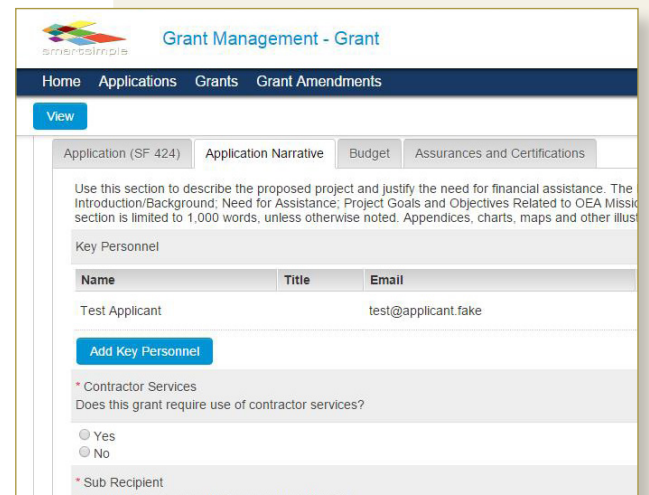 smartsimple
Grant Management - Grant
Home Applications Grants Grant Amendments
View
Application (SF 424) Application Narrative Budget Assurances and Certifications
Use this section to describe the proposed project and justify the need for financial assistance. The
Introduction/Background; Need for Assistance; Project Goals and Objectives Related to OEA Missio
section is limited to 1,000 words, unless otherwise noted. Appendices, charts, maps and other illust
Key Personnel
Name Title Email
Test Applicant test@applicant.fake
Add Key Personnel
* Contractor Services
Does this grant require use of contractor services?
Yes
No
* Sub Recipient